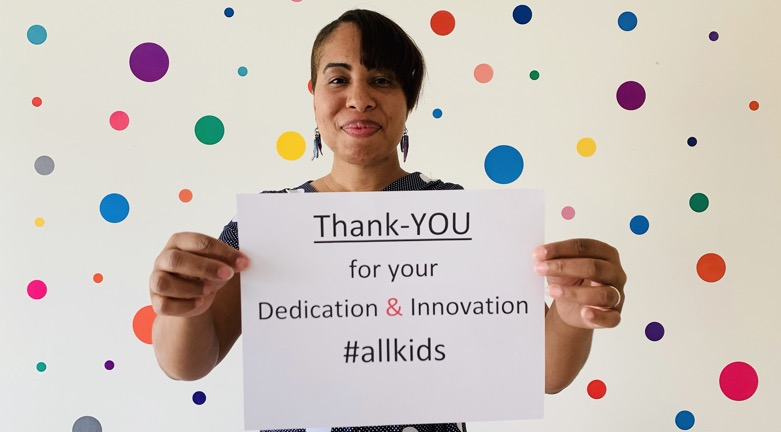 Thank-YOU
for your
Dedication & Innovation
#allkids